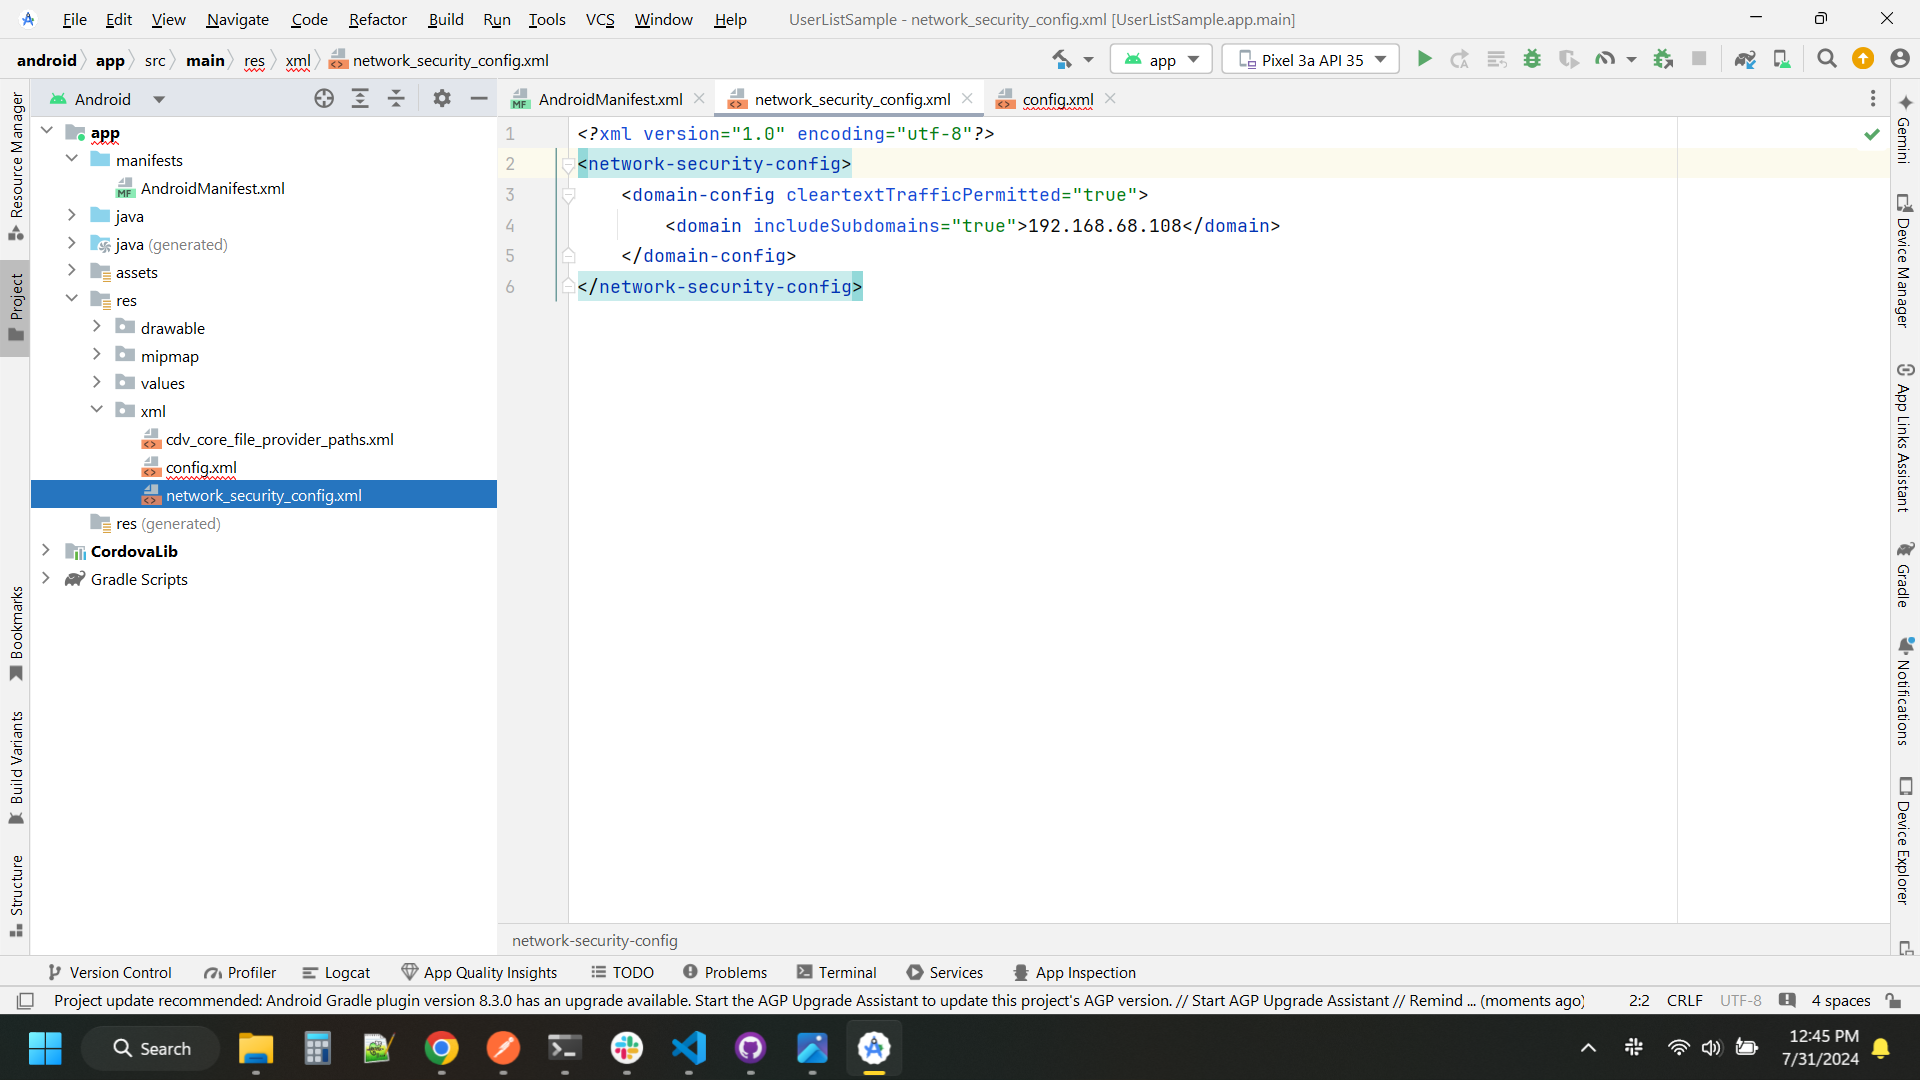 File Edit View Navigate Code Refactor Build Run Tools VCS Window Help UserListSample - network_security_config.xml [UserListSample.app.main]
android app src main res xml network_security_config.xml app Pixel 3a API 35
Android
AndroidManifest.xml network_security_config.xml config.xml
Resource Manager
Project
Bookmarks
Build Variants
Structure
app
manifests
AndroidManifest.xml
java
java (generated)
assets
res
drawable
mipmap
values
xml
cdv_core_file_provider_paths.xml
config.xml
network_security_config.xml
res (generated)
CordovaLib
Gradle Scripts
1 <?xml version="1.0" encoding="utf-8"?>
2 <network-security-config>
3 <domain-config cleartextTrafficPermitted="true">
4 <domain includeSubdomains="true">192.168.68.108</domain>
5 </domain-config>
6 </network-security-config>
Gemini
Device Manager
App Links Assistant
Gradle
Notifications
Device Explorer
network-security-config
Version Control Profiler Logcat App Quality Insights TODO Problems Terminal Services App Inspection
Project update recommended: Android Gradle plugin version 8.3.0 has an upgrade available. Start the AGP Upgrade Assistant to update this project's AGP version. // Start AGP Upgrade Assistant // Remind ... (moments ago) 2:2 CRLF UTF-8 4 spaces
Search
12:45 PM
7/31/2024